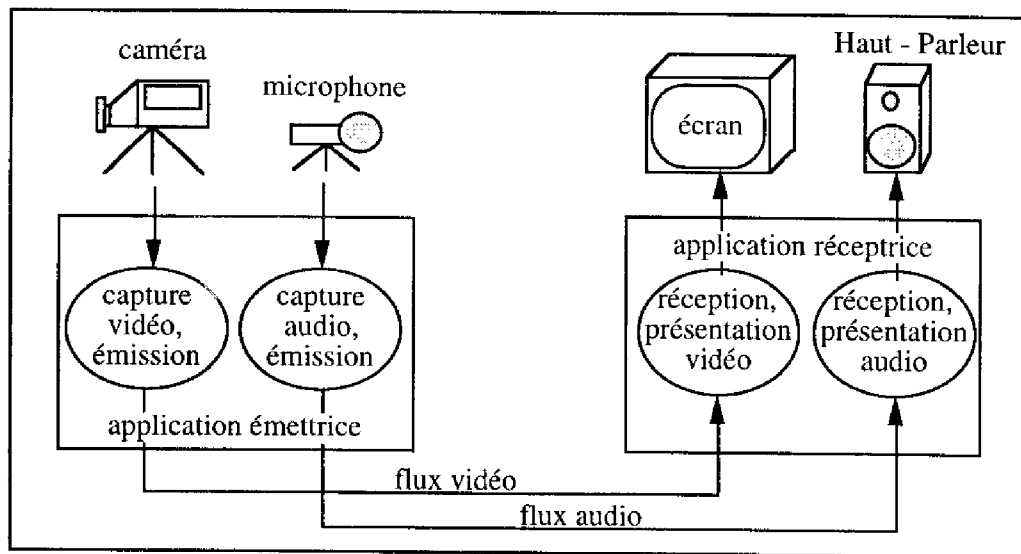 caméra
microphone
Haut - Parleur
écran
application réceptrice
capture
vidéo,
émission
capture
audio,
émission
réception,
présentation
vidéo
réception,
présentation
audio
application émettrice
flux vidéo
flux audio